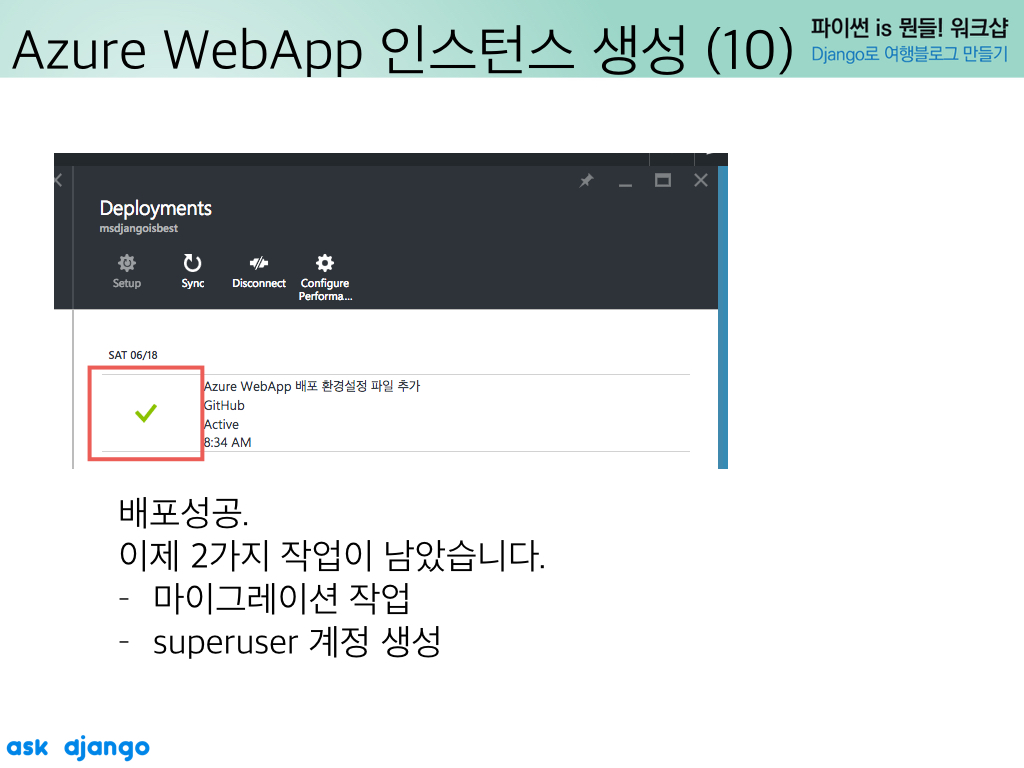 Azure WebApp 인스턴스 생성 (10)
파이썬 is 뭔들! 워크샵
Django로 여행블로그 만들기
Deployments
msdjangoisbest
Setup
Sync
Disconnect
Configure
Performa...
SAT 06/18
Azure WebApp 배포 환경설정 파일 추가
GitHub
Active
8:34 AM
배포성공.
이제 2가지 작업이 남았습니다.
- 마이그레이션 작업
- superuser 계정 생성
ask django